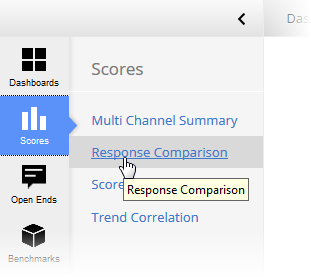 Das
Dashboards
Scores
Open Ends
Benchmarks
Scores
Multi Channel Summary
Response Comparison
Score
Response Comparison
Trend Correlation